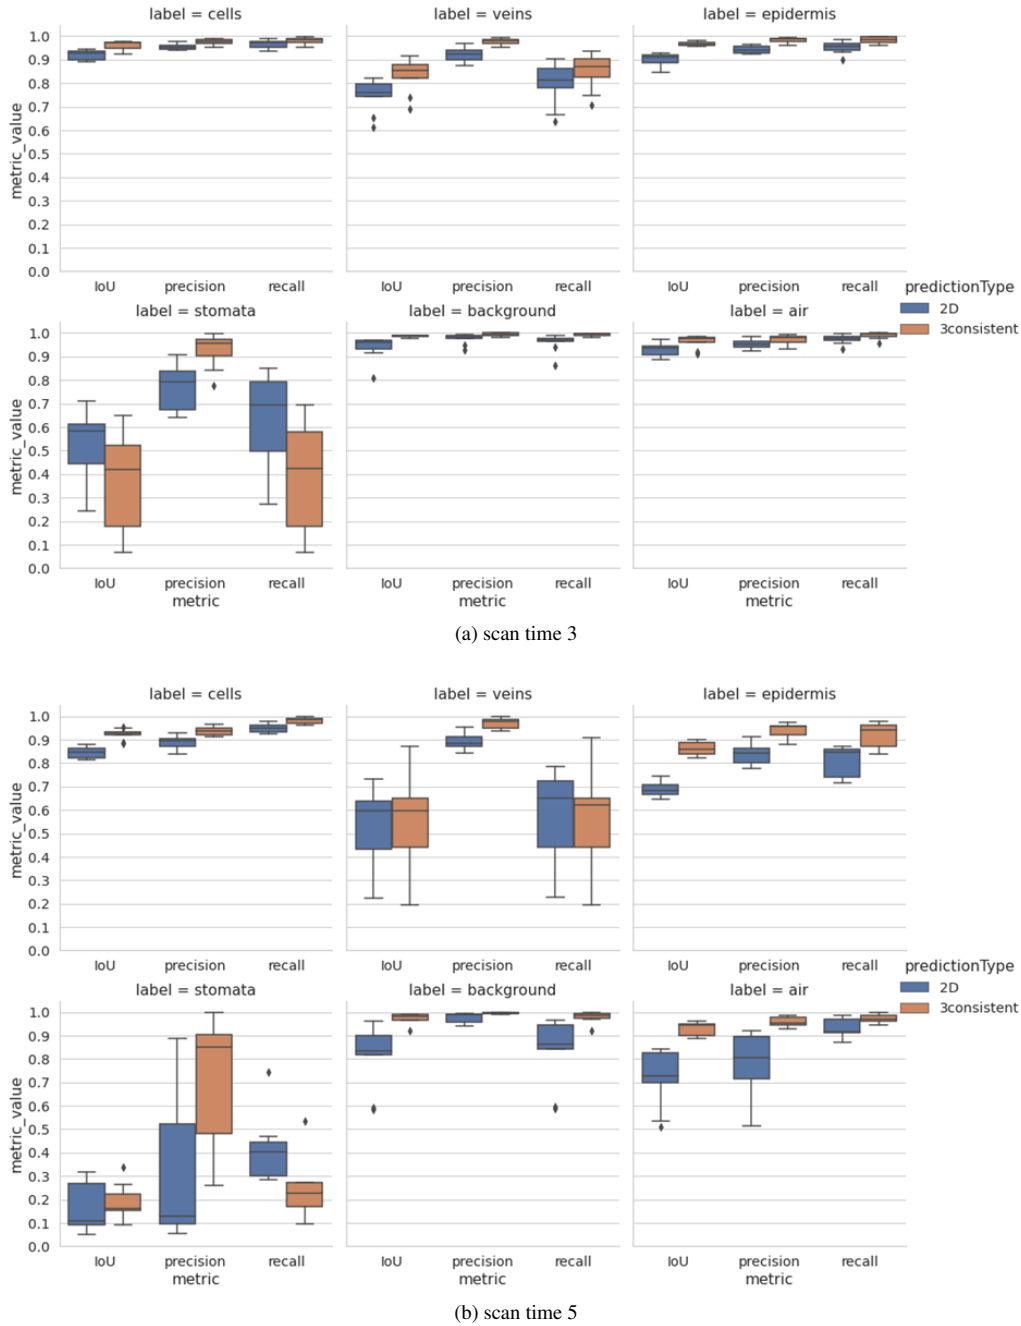 label = cells
label = veins
label = epidermis
metric_value
1.0
0.9
0.8
0.7
0.6
0.5
0.4
0.3
0.2
0.1
0.0
IoU precision recall
IoU precision recall
IoU precision recall
predictionType
2D
3consistent
label = stomata
label = background
label = air
metric_value
1.0
0.9
0.8
0.7
0.6
0.5
0.4
0.3
0.2
0.1
0.0
IoU precision recall
metric
IoU precision recall
metric
IoU precision recall
metric
(a) scan time 3
label = cells
label = veins
label = epidermis
metric_value
1.0
0.9
0.8
0.7
0.6
0.5
0.4
0.3
0.2
0.1
0.0
IoU precision recall
IoU precision recall
IoU precision recall
predictionType
2D
3consistent
label = stomata
label = background
label = air
metric_value
1.0
0.9
0.8
0.7
0.6
0.5
0.4
0.3
0.2
0.1
0.0
IoU precision recall
metric
IoU precision recall
metric
IoU precision recall
metric
(b) scan time 5